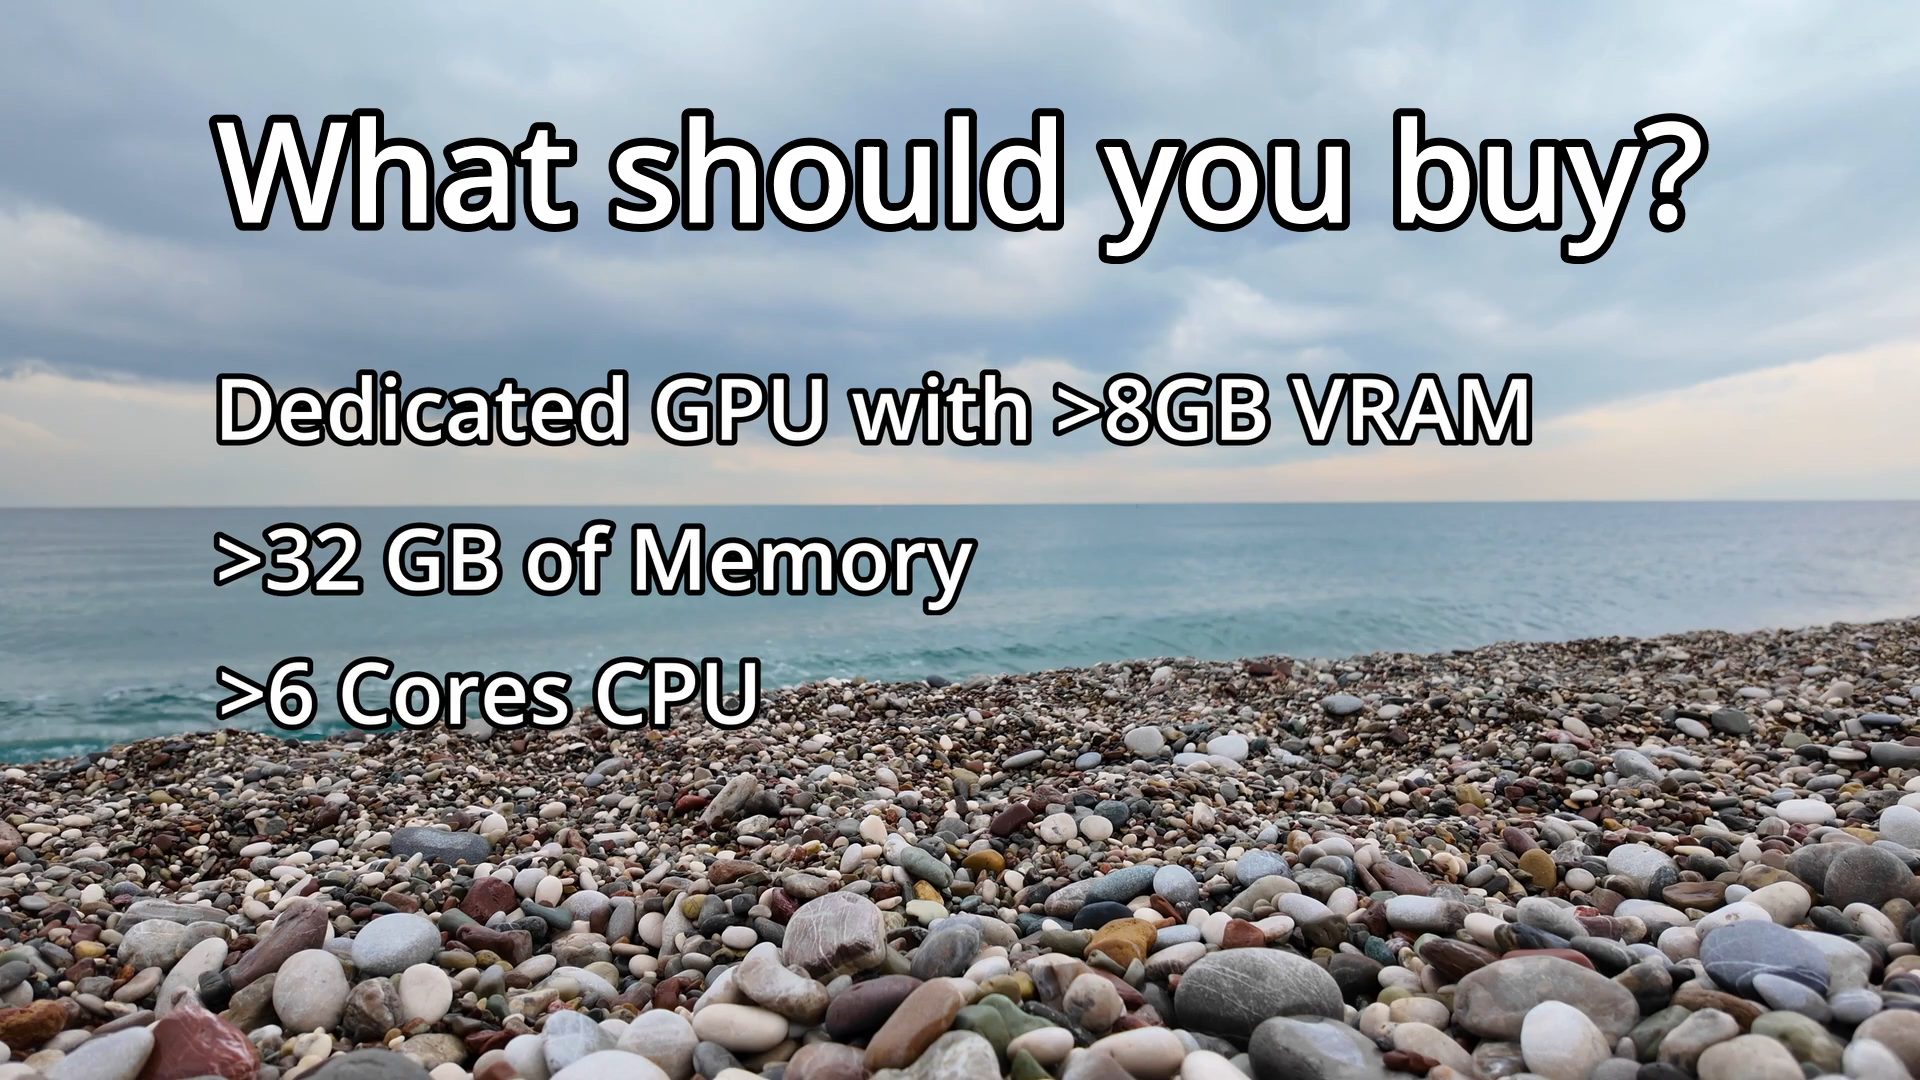 What should you buy?
Dedicated GPU with >8GB VRAM
>32 GB of Memory
>6 Cores CPU